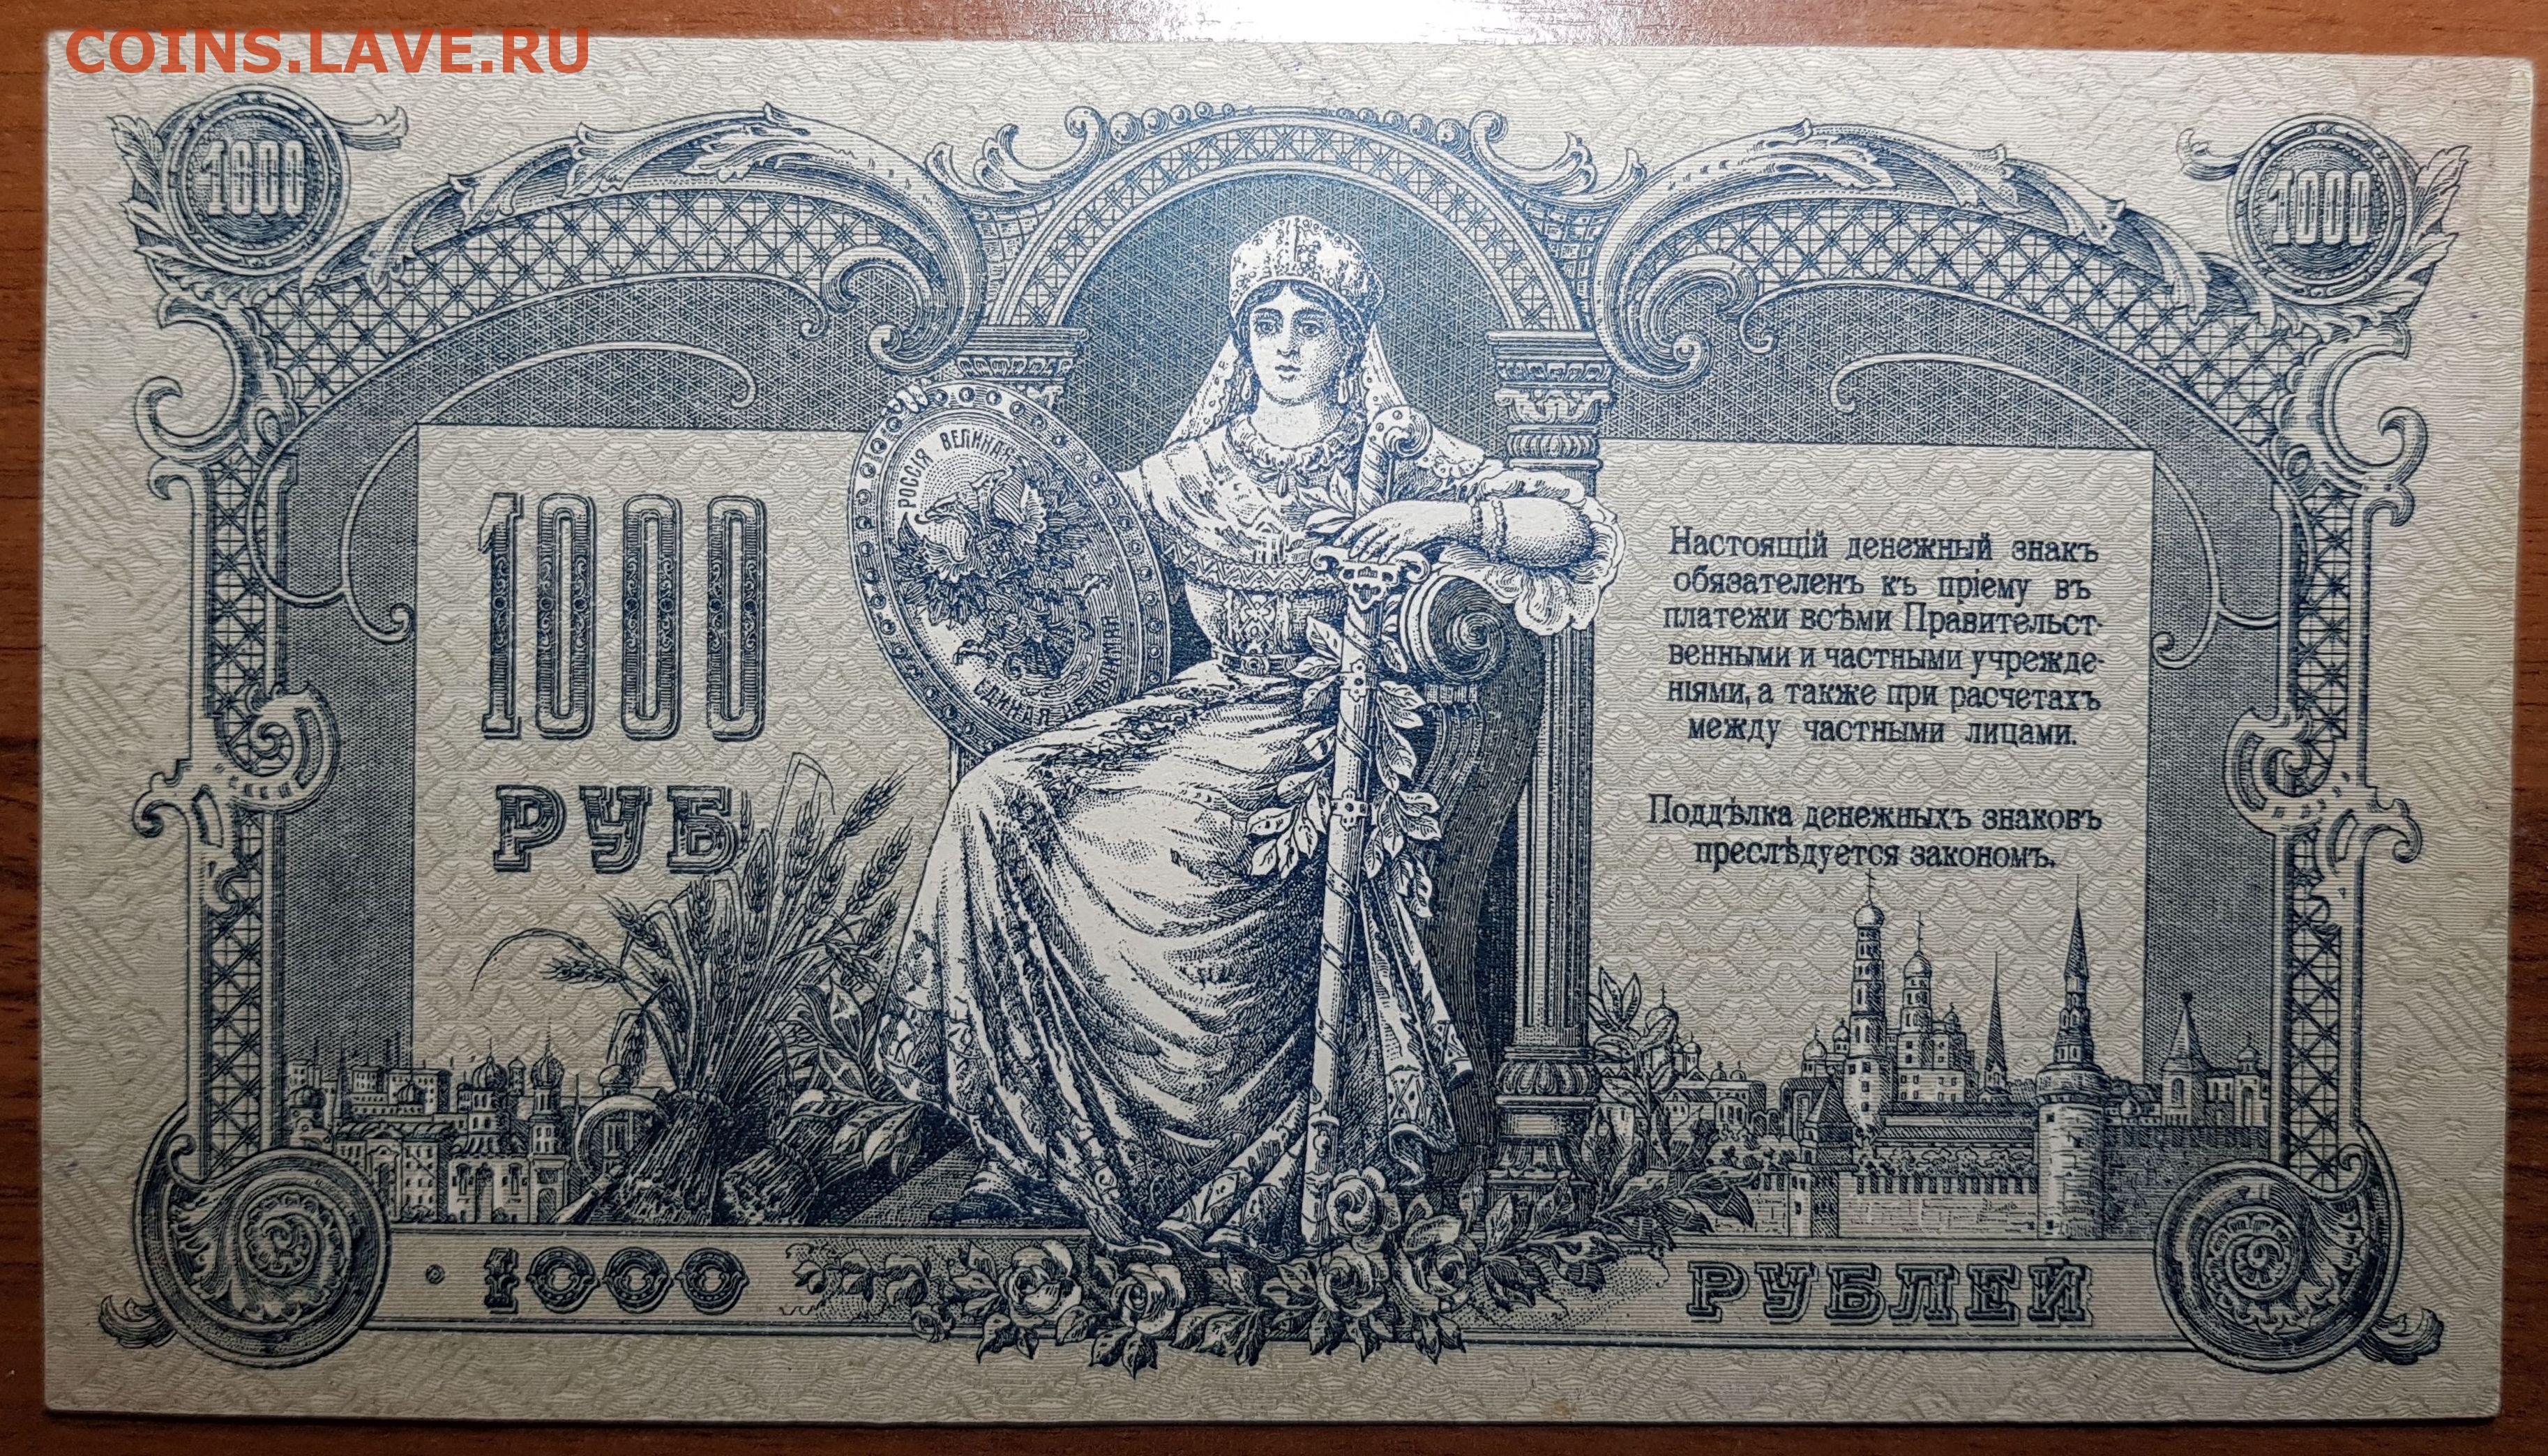 COINS.LAVE.RU
1000
1000
РОССІЯ ВЕЛИКАЯ
ЕДИНАЯ НЕДѢЛИМАЯ
1000
РУБ
Настоящій денежный знакъ
обязателенъ къ пріему въ
платежи всѣми Правительст-
венными и частными учрежде-
ніями, а также при расчетахъ
между частными лицами.
Поддѣлка денежныхъ знаковъ
преслѣдуется закономъ.
1000
РУБЛЕЙ